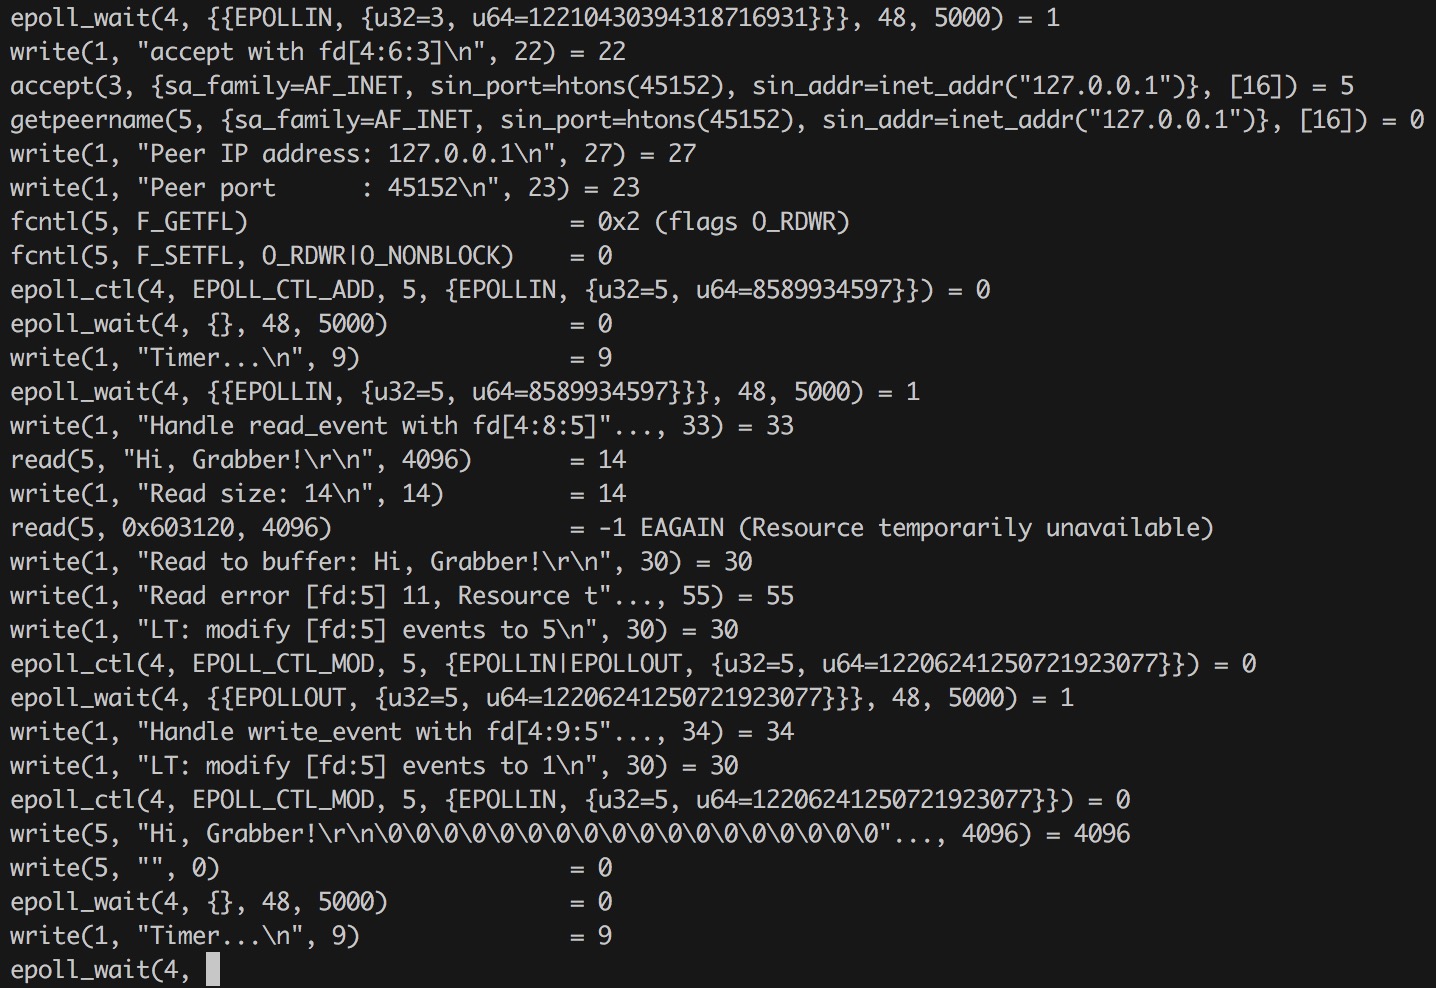 epoll_wait(4, {{EPOLLIN, {u32=3, u64=12210430394318716931}}}, 48, 5000) = 1
write(1, "accept with fd[4:6:3]\n", 22) = 22
accept(3, {sa_family=AF_INET, sin_port=htons(45152), sin_addr=inet_addr("127.0.0.1")}, [16]) = 5
getpeername(5, {sa_family=AF_INET, sin_port=htons(45152), sin_addr=inet_addr("127.0.0.1")}, [16]) = 0
write(1, "Peer IP address: 127.0.0.1\n", 27) = 27
write(1, "Peer port      : 45152\n", 23) = 23
fcntl(5, F_GETFL)                       = 0x2 (flags O_RDWR)
fcntl(5, F_SETFL, O_RDWR|O_NONBLOCK)    = 0
epoll_ctl(4, EPOLL_CTL_ADD, 5, {EPOLLIN, {u32=5, u64=8589934597}}) = 0
epoll_wait(4, {}, 48, 5000)             = 0
write(1, "Timer...\n", 9)               = 9
epoll_wait(4, {{EPOLLIN, {u32=5, u64=8589934597}}}, 48, 5000) = 1
write(1, "Handle read_event with fd[4:8:5]"..., 33) = 33
read(5, "Hi, Grabber!\r\n", 4096)       = 14
write(1, "Read size: 14\n", 14)         = 14
read(5, 0x603120, 4096)                 = -1 EAGAIN (Resource temporarily unavailable)
write(1, "Read to buffer: Hi, Grabber!\r\n", 30) = 30
write(1, "Read error [fd:5] 11, Resource t"..., 55) = 55
write(1, "LT: modify [fd:5] events to 5\n", 30) = 30
epoll_ctl(4, EPOLL_CTL_MOD, 5, {EPOLLIN|EPOLLOUT, {u32=5, u64=12206241250721923077}}) = 0
epoll_wait(4, {{EPOLLOUT, {u32=5, u64=12206241250721923077}}}, 48, 5000) = 1
write(1, "Handle write_event with fd[4:9:5"..., 34) = 34
write(1, "LT: modify [fd:5] events to 1\n", 30) = 30
epoll_ctl(4, EPOLL_CTL_MOD, 5, {EPOLLIN, {u32=5, u64=12206241250721923077}}) = 0
write(5, "Hi, Grabber!\r\n\0\0\0\0\0\0\0\0\0\0\0\0\0\0\0\0\0\0"..., 4096) = 4096
write(5, "", 0)                         = 0
epoll_wait(4, {}, 48, 5000)             = 0
write(1, "Timer...\n", 9)               = 9
epoll_wait(4,